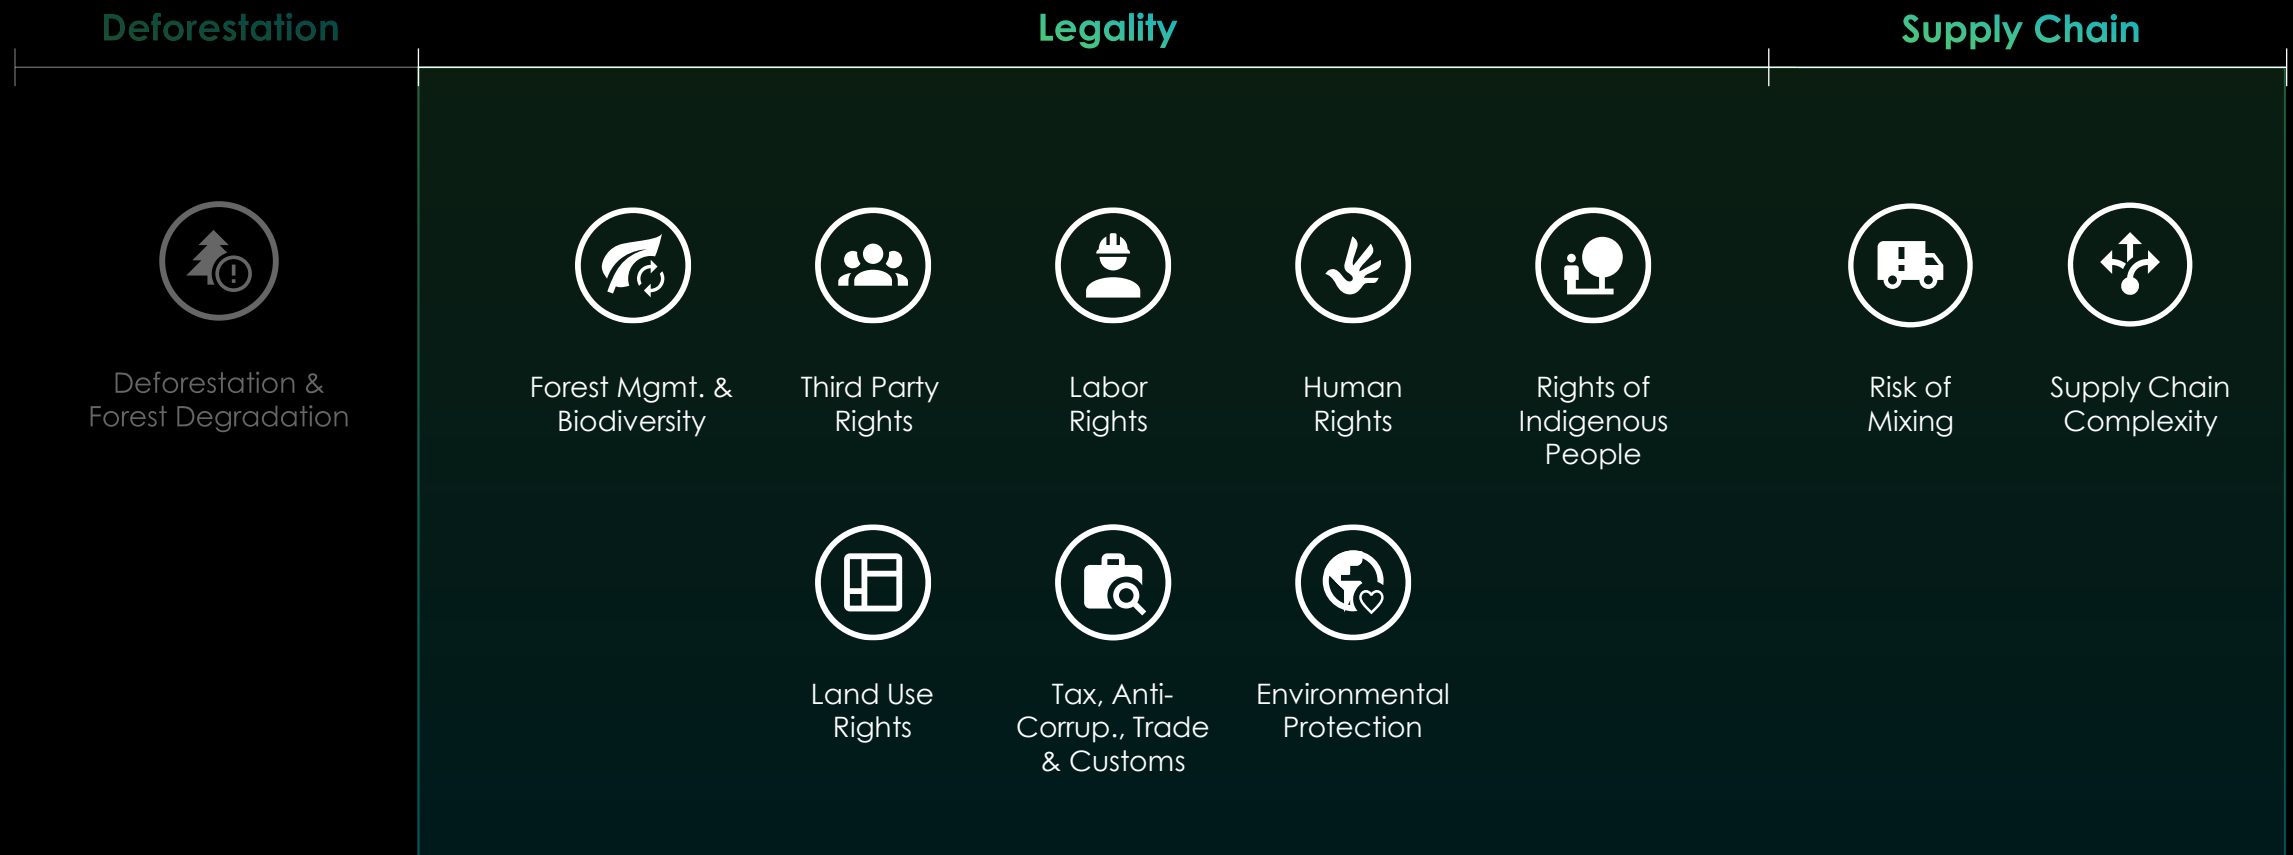 Deforestation
Legality
Supply Chain
Deforestation &
Forest Degradation
Forest Mgmt. &
Biodiversity
Third Party
Rights
Labor
Rights
Human
Rights
Rights of
Indigenous
People
Risk of
Mixing
Supply Chain
Complexity
Land Use
Rights
Tax, Anti-
Corrup., Trade
& Customs
Environmental
Protection